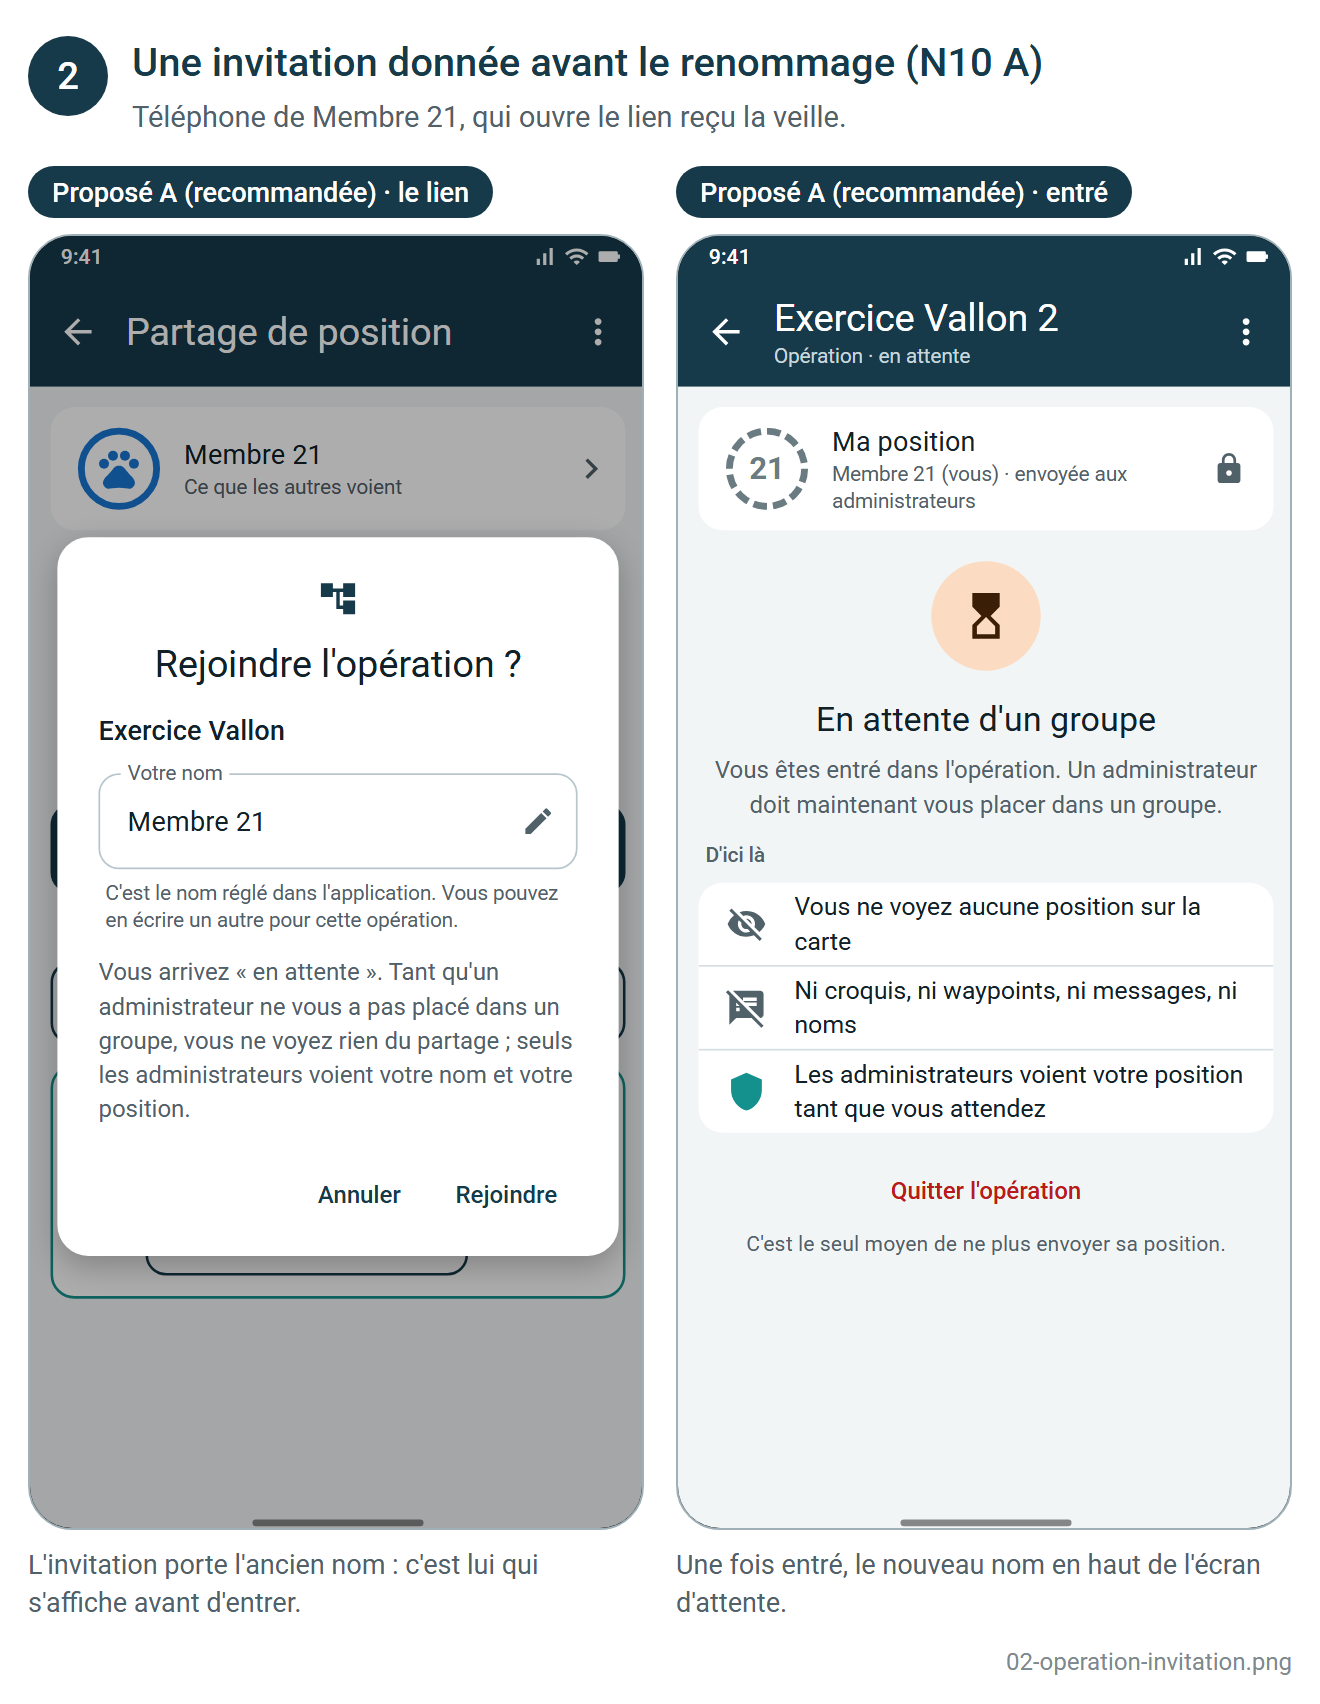 2
Une invitation donnée avant le renommage (N10 A)
Téléphone de Membre 21, qui ouvre le lien reçu la veille.
Proposé A (recommandée) · le lien
9:41
Partage de position
Membre 21
Ce que les autres voient
Rejoindre l'opération ?
Exercice Vallon
Votre nom
Membre 21
C'est le nom réglé dans l'application. Vous pouvez
en écrire un autre pour cette opération.
Vous arrivez « en attente ». Tant qu'un
administrateur ne vous a pas placé dans un
groupe, vous ne voyez rien du partage ; seuls
les administrateurs voient votre nom et votre
position.
Annuler
Rejoindre
L'invitation porte l'ancien nom : c'est lui qui
s'affiche avant d'entrer.
Proposé A (recommandée) · entré
9:41
Exercice Vallon 2
Opération · en attente
21
Ma position
Membre 21 (vous) · envoyée aux
administrateurs
En attente d'un groupe
Vous êtes entré dans l'opération. Un administrateur
doit maintenant vous placer dans un groupe.
D'ici là
Vous ne voyez aucune position sur la
carte
Ni croquis, ni waypoints, ni messages, ni
noms
Les administrateurs voient votre position
tant que vous attendez
Quitter l'opération
C'est le seul moyen de ne plus envoyer sa position.
Une fois entré, le nouveau nom en haut de l'écran
d'attente.
02-operation-invitation.png